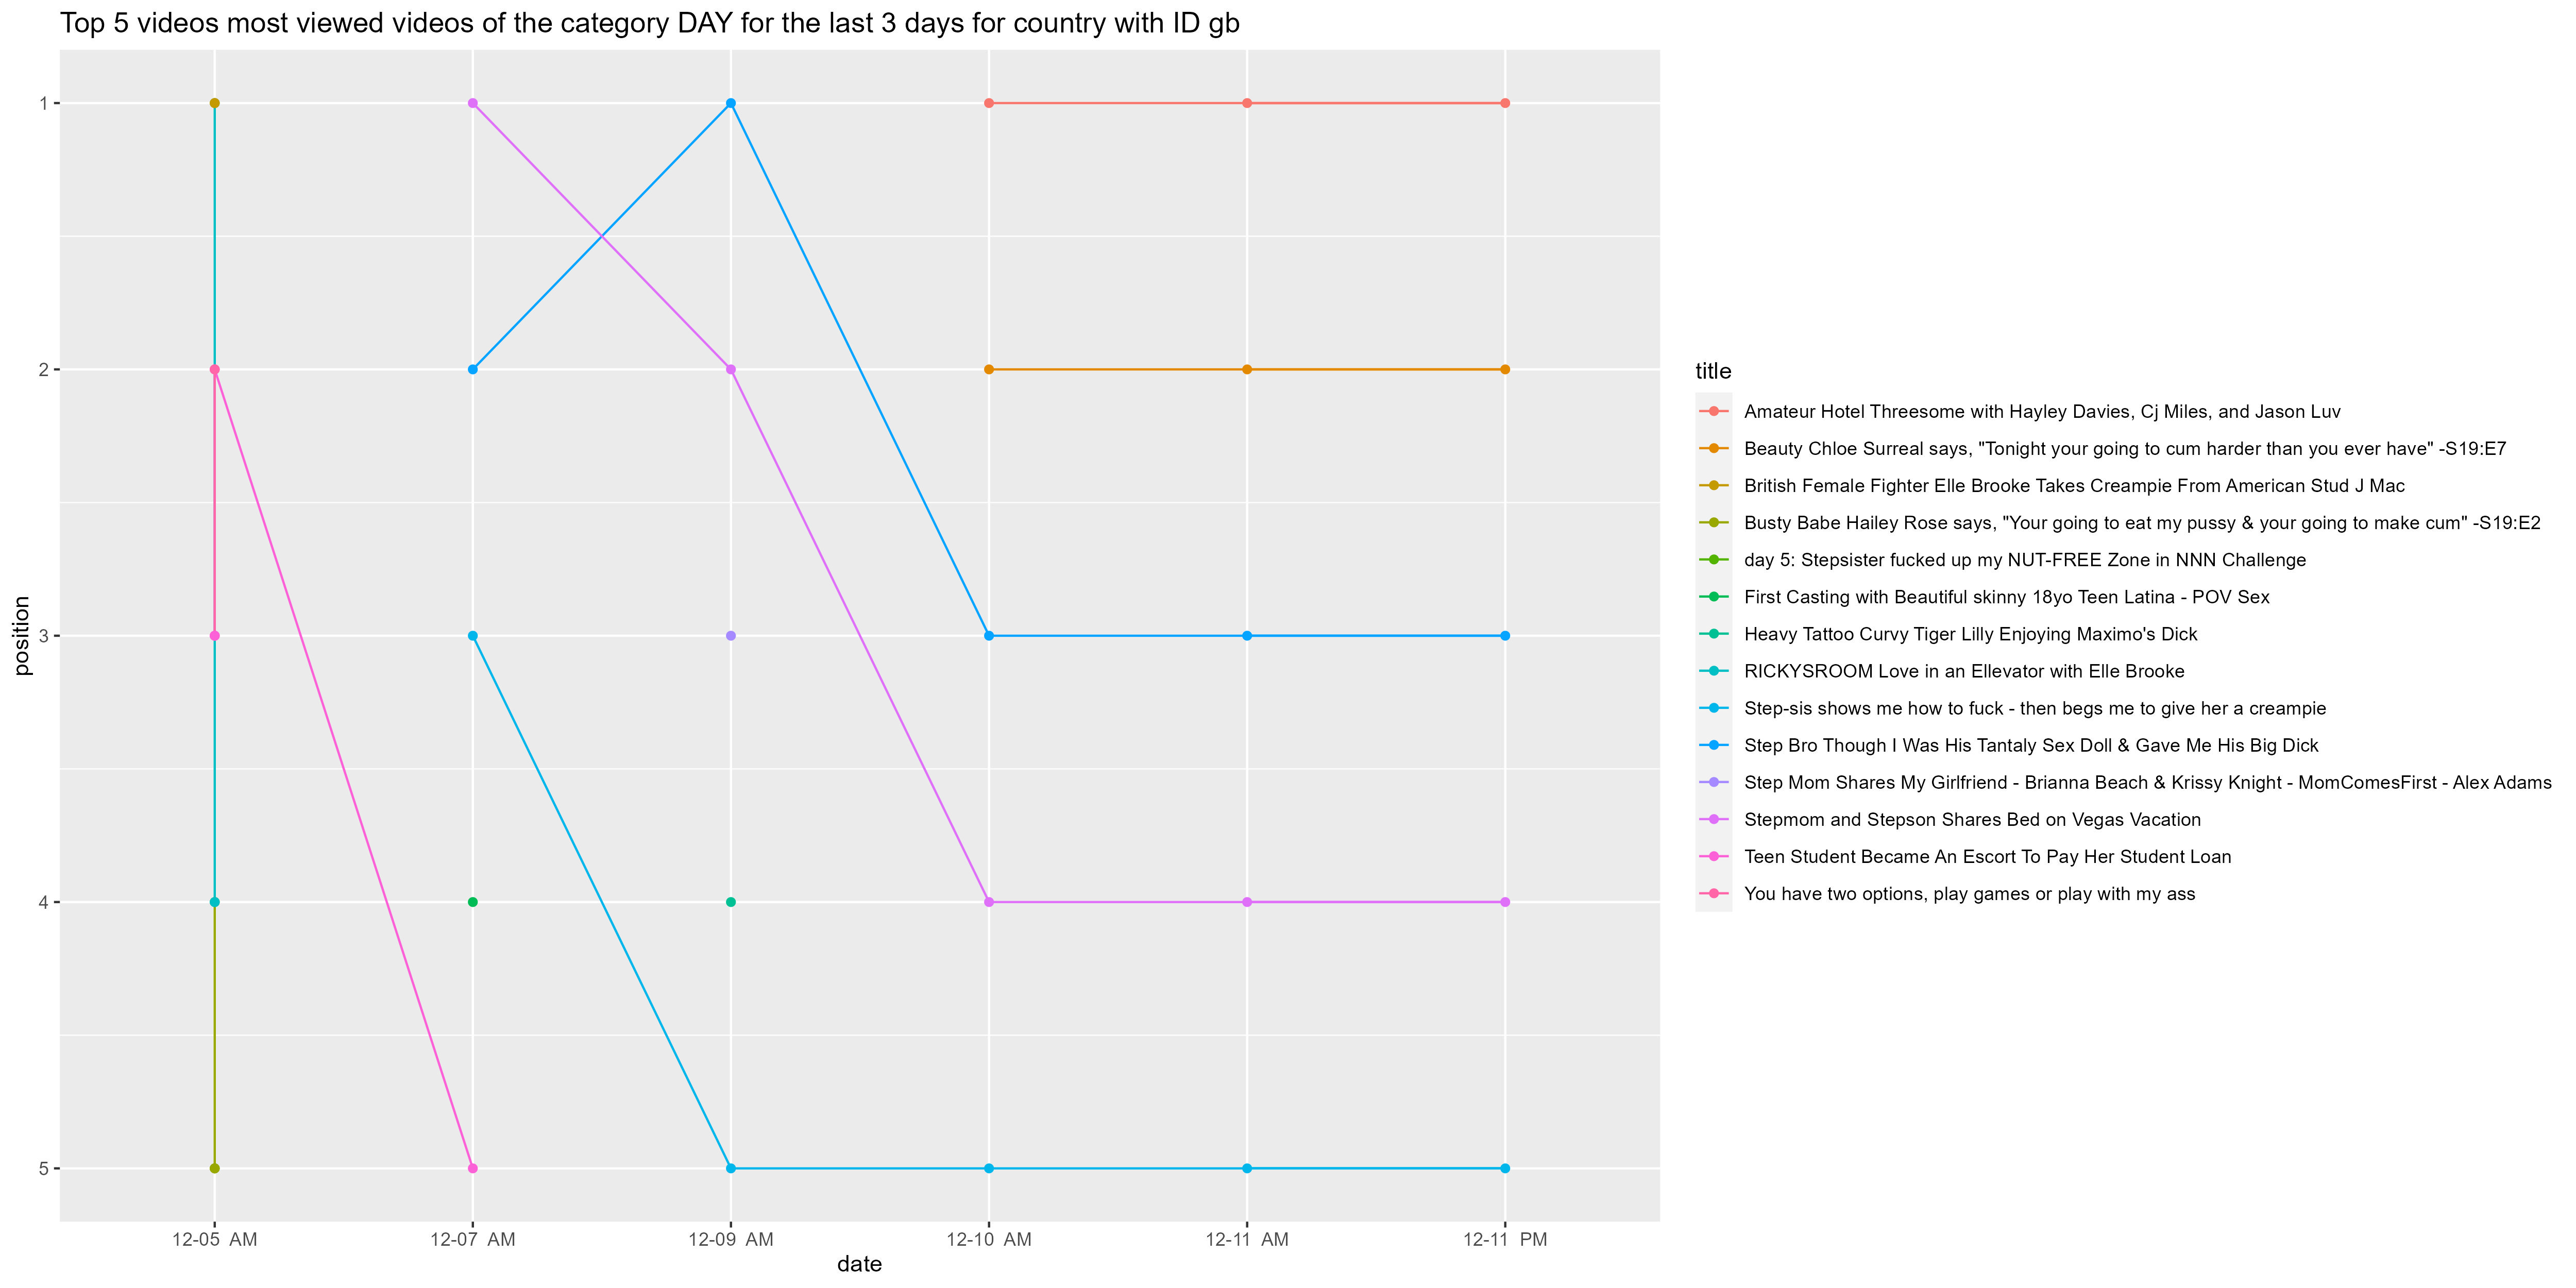 Top 5 videos most viewed videos of the category DAY for the last 3 days for country with ID gb
1
2
3
4
5
position
12-05 AM
12-07 AM
12-09 AM
12-10 AM
12-11 AM
12-11 PM
date
title
Amateur Hotel Threesome with Hayley Davies, Cj Miles, and Jason Luv
Beauty Chloe Surreal says, "Tonight your going to cum harder than you ever have" -S19:E7
British Female Fighter Elle Brooke Takes Creampie From American Stud J Mac
Busty Babe Hailey Rose says, "Your going to eat my pussy & your going to make cum" -S19:E2
day 5: Stepsister fucked up my NUT-FREE Zone in NNN Challenge
First Casting with Beautiful skinny 18yo Teen Latina - POV Sex
Heavy Tattoo Curvy Tiger Lilly Enjoying Maximo's Dick
RICKYSROOM Love in an Ellevator with Elle Brooke
Step-sis shows me how to fuck - then begs me to give her a creampie
Step Bro Though I Was His Tantaly Sex Doll & Gave Me His Big Dick
Step Mom Shares My Girlfriend - Brianna Beach & Krissy Knight - MomComesFirst - Alex Adams
Stepmom and Stepson Shares Bed on Vegas Vacation
Teen Student Became An Escort To Pay Her Student Loan
You have two options, play games or play with my ass